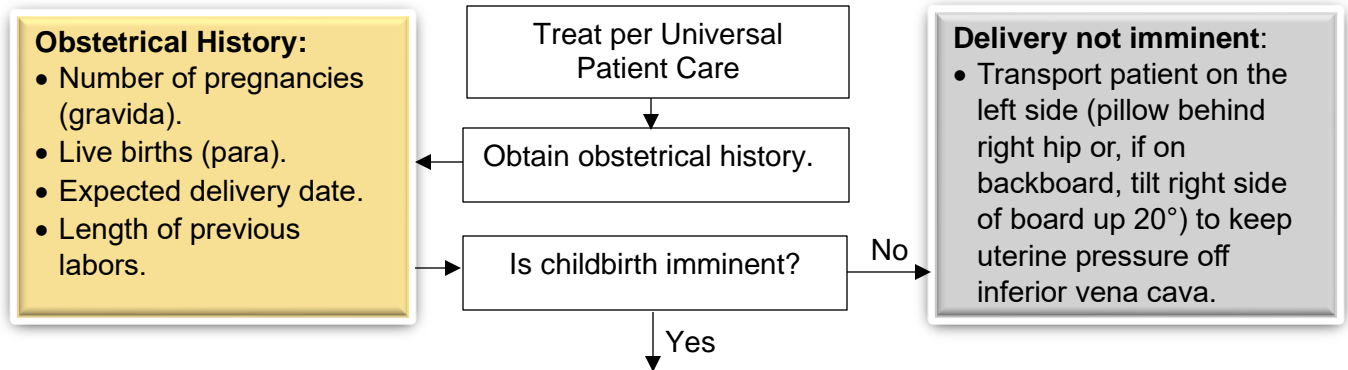 Treat per Universal
Patient Care
Obtain obstetrical history.
Obstetrical History:
• Number of pregnancies
(gravida).
• Live births (para).
• Expected delivery date.
• Length of previous
labors.
Is childbirth imminent?
No
Delivery not imminent:
• Transport patient on the
left side (pillow behind
right hip or, if on
backboard, tilt right side
of board up 20°) to keep
uterine pressure off
inferior vena cava.
Yes